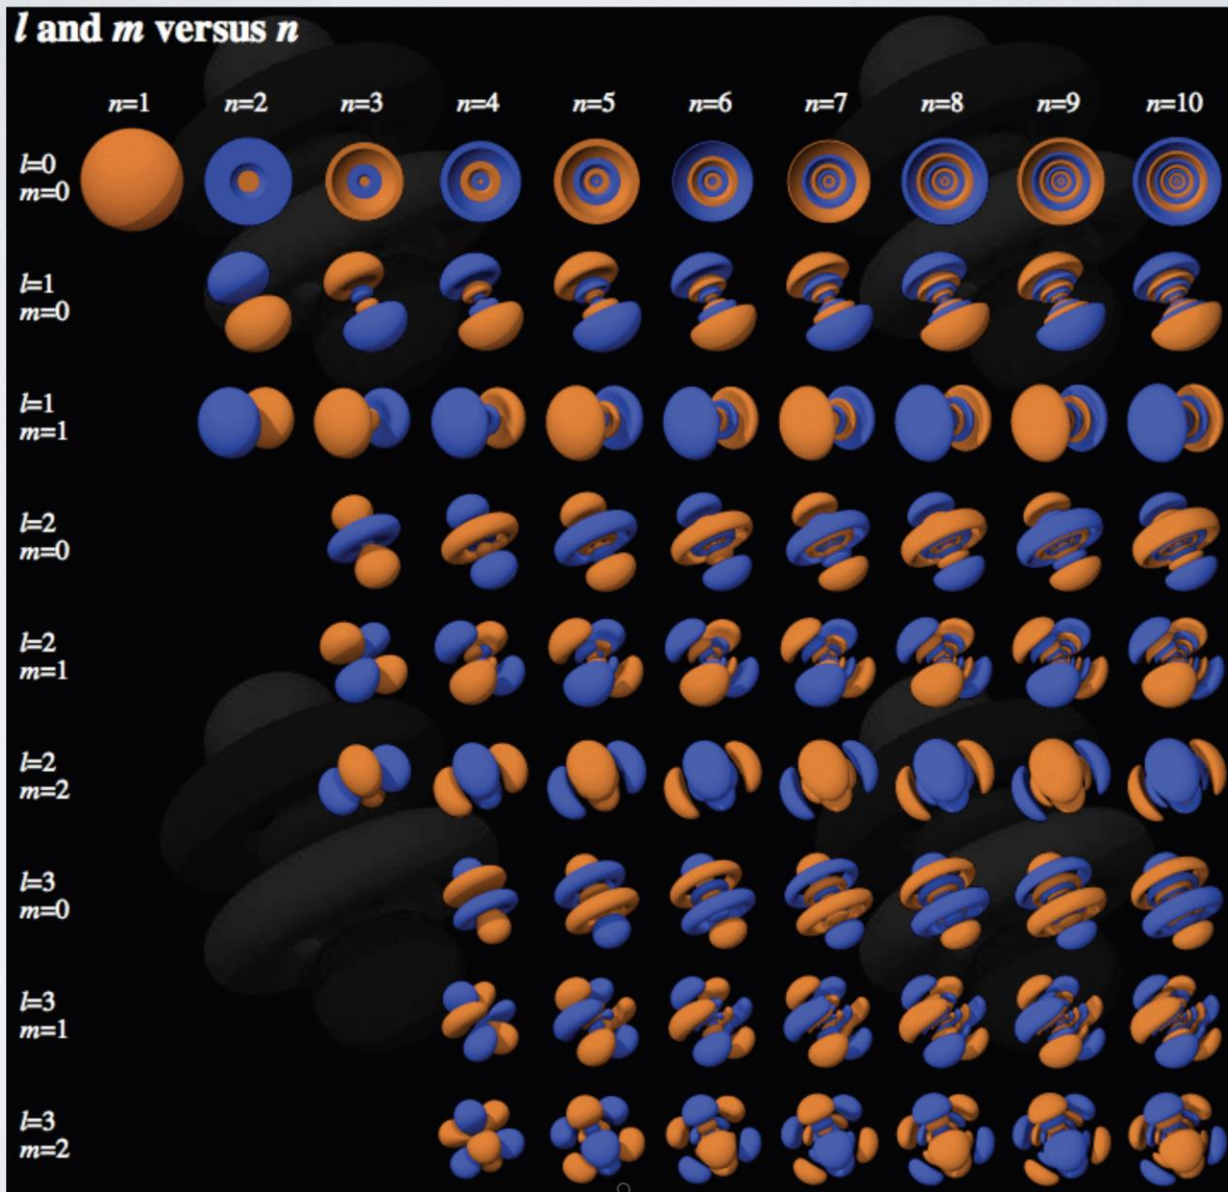 l and m versus n
n=1 n=2 n=3 n=4 n=5 n=6 n=7 n=8 n=9 n=10
l=0
m=0
l=1
m=0
l=1
m=1
l=2
m=0
l=2
m=1
l=2
m=2
l=3
m=0
l=3
m=1
l=3
m=2